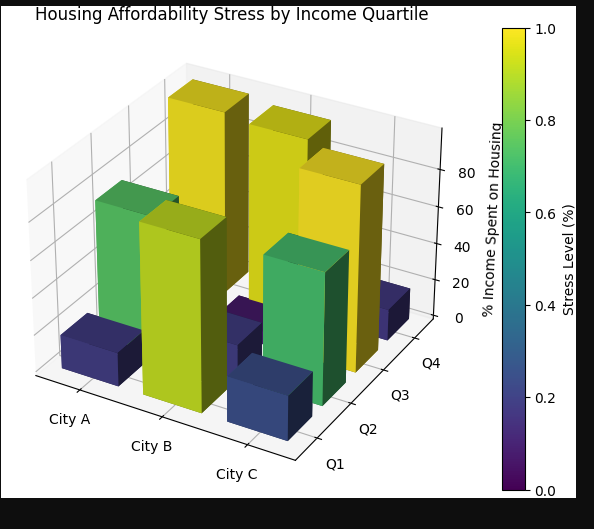 Housing Affordability Stress by Income Quartile
1.0
0.8
0.6
0.4
0.2
0.0
Stress Level (%)
% Income Spent on Housing
80
60
40
20
0
Q4
Q3
Q2
Q1
City A
City B
City C